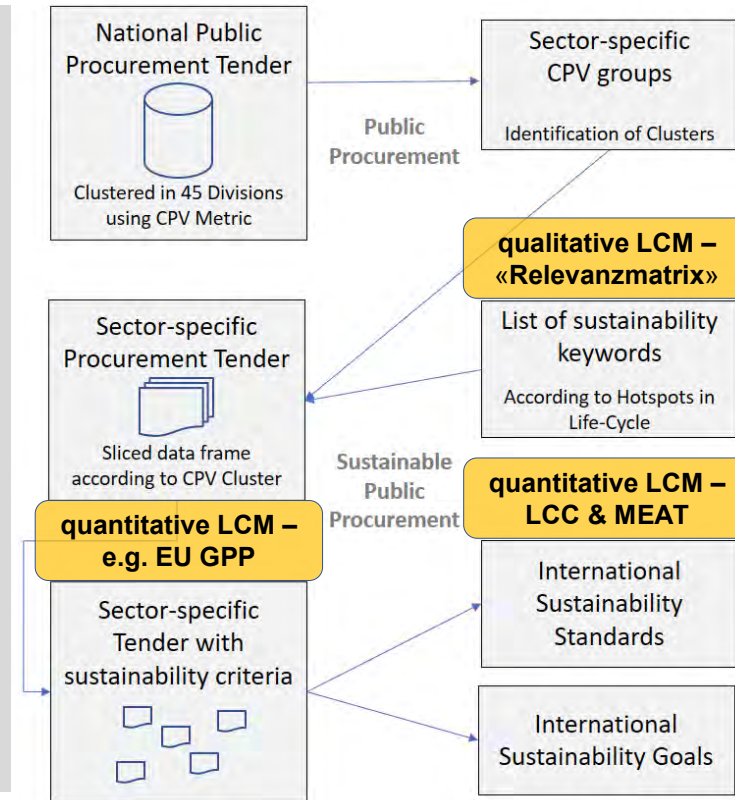 National Public
Procurement Tender
Clustered in 45 Divisions
using CPV Metric
Public
Procurement
Sector-specific
CPV groups
Identification of Clusters
qualitative LCM –
«Relevanzmatrix»
List of sustainability
keywords
According to Hotspots in
Life-Cycle
Sector-specific
Procurement Tender
Sliced data frame
according to CPV Cluster
Sustainable
Public
Procurement
quantitative LCM –
LCC & MEAT
quantitative LCM –
e.g. EU GPP
Sector-specific
Tender with
sustainability criteria
International
Sustainability
Standards
International
Sustainability Goals